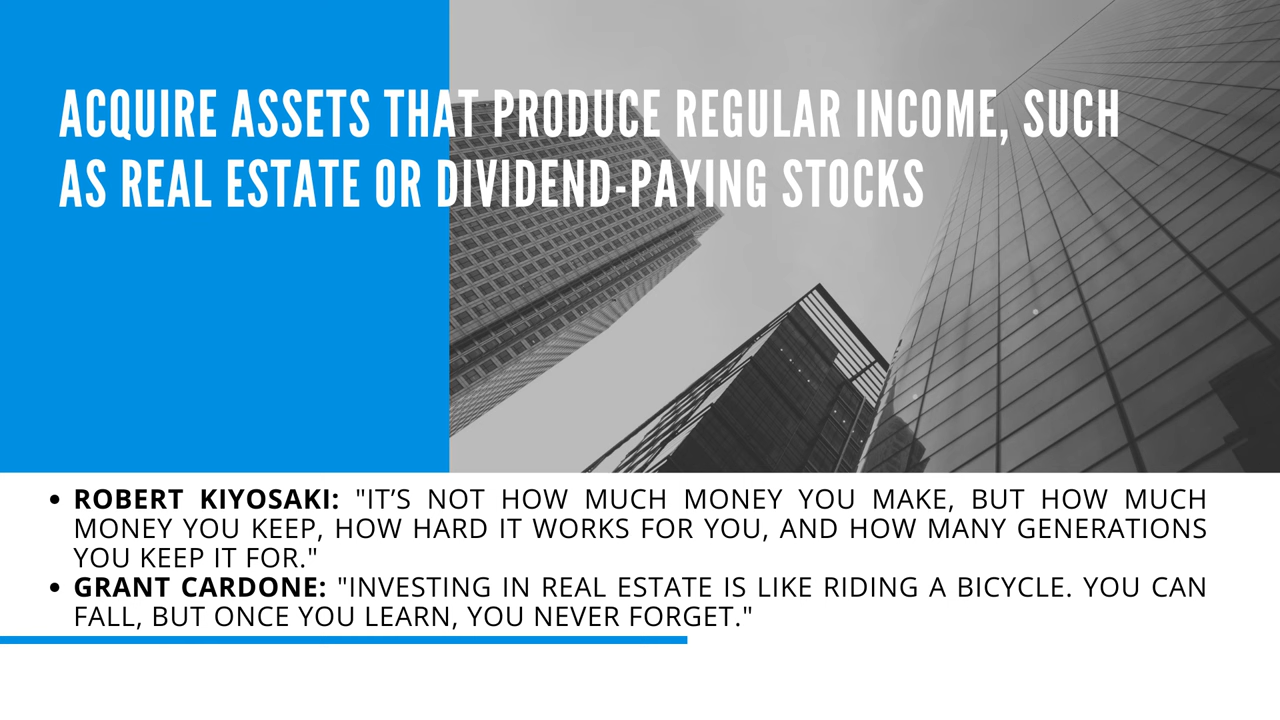 ACQUIRE ASSETS THAT PRODUCE REGULAR INCOME, SUCH
AS REAL ESTATE OR DIVIDEND-PAYING STOCKS
• ROBERT KIYOSAKI: "IT’S NOT HOW MUCH MONEY YOU MAKE, BUT HOW MUCH
MONEY YOU KEEP, HOW HARD IT WORKS FOR YOU, AND HOW MANY GENERATIONS
YOU KEEP IT FOR."
• GRANT CARDONE: "INVESTING IN REAL ESTATE IS LIKE RIDING A BICYCLE. YOU CAN
FALL, BUT ONCE YOU LEARN, YOU NEVER FORGET."